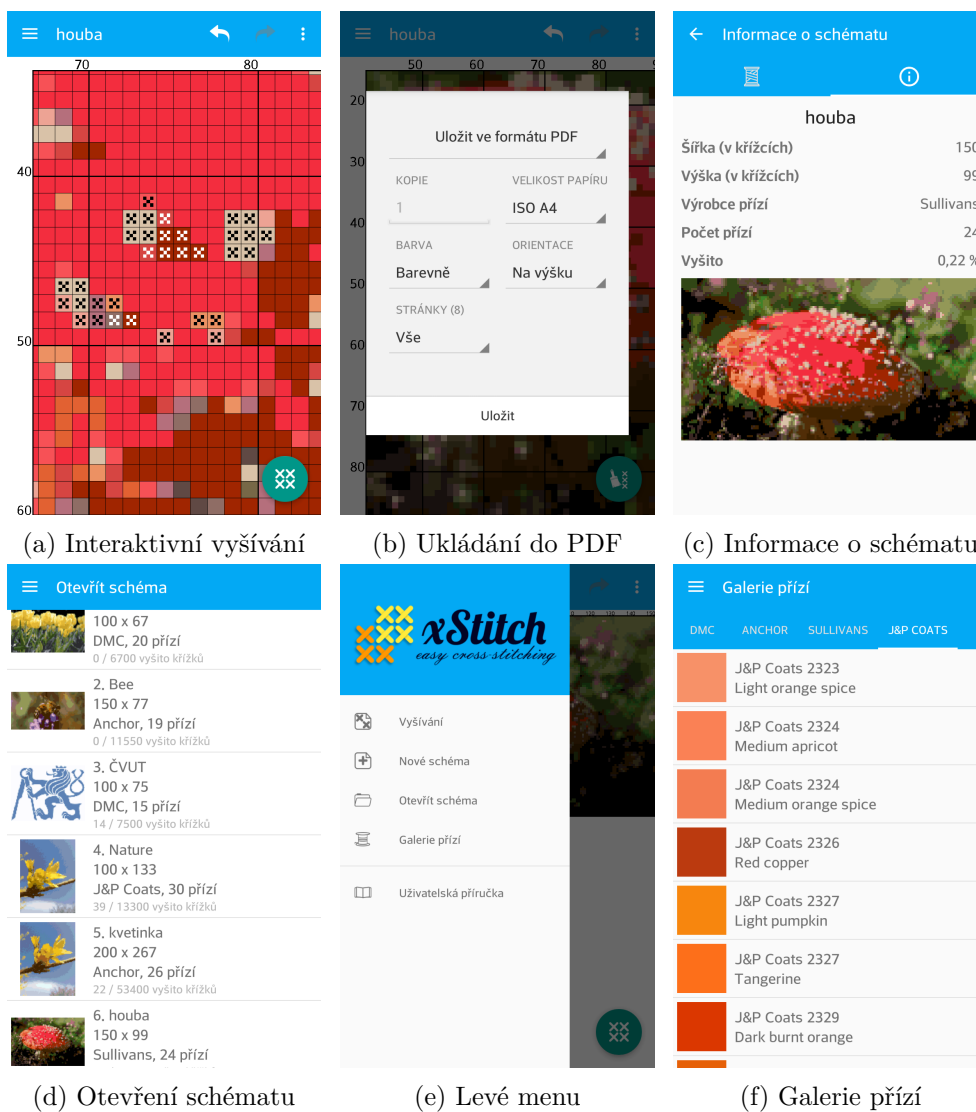 houba
70 80
40
50
60
(a) Interaktivní vyšívání
houba
50 60 70 80 9
20
30
40
50
60
70
80
Uložit ve formátu PDF
KOPIE VELIKOST PAPÍRU
1 ISO A4
BARVA ORIENTACE
Barevně Na výšku
STRÁNKY (8)
Vše
Uložit
(b) Ukládání do PDF
Informace o schématu
houba
Šířka (v křížcích) 150
Výška (v křížcích) 99
Výrobce přízí Sullivans
Počet přízí 24
Vyšito 0,22 %
(c) Informace o schématu
Otevřít schéma
100 x 67
DMC, 20 přízí
0 / 6700 vyšito křížků
2. Bee
150 x 77
Anchor, 19 přízí
0 / 11550 vyšito křížků
3. ČVUT
100 x 75
DMC, 15 přízí
14 / 7500 vyšito křížků
4. Nature
100 x 133
J&P Coats, 30 přízí
39 / 13300 vyšito křížků
5. kvetinka
200 x 267
Anchor, 26 přízí
22 / 53400 vyšito křížků
6. houba
150 x 99
Sullivans, 24 přízí
(d) Otevření schématu
xStitch
easy cross stitching
110 120 130 140 150
Vyšívání
Nové schéma
Otevřít schéma
Galerie přízí
Uživatelská příručka
(e) Levé menu
Galerie přízí
DMC ANCHOR SULLIVANS J&P COATS
J&P Coats 2323
Light orange spice
J&P Coats 2324
Medium apricot
J&P Coats 2324
Medium orange spice
J&P Coats 2326
Red copper
J&P Coats 2327
Light pumpkin
J&P Coats 2327
Tangerine
J&P Coats 2329
Dark burnt orange
(f) Galerie přízí